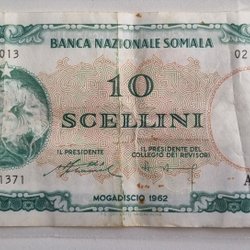 013
BANCA NAZIONALE SOMALA
02
10
SCELLINI
IL PRESIDENTE
IL PRESIDENTE DEL
COLLEGIO DEI REVISORI
1371
A
MOGADISCIO 1962